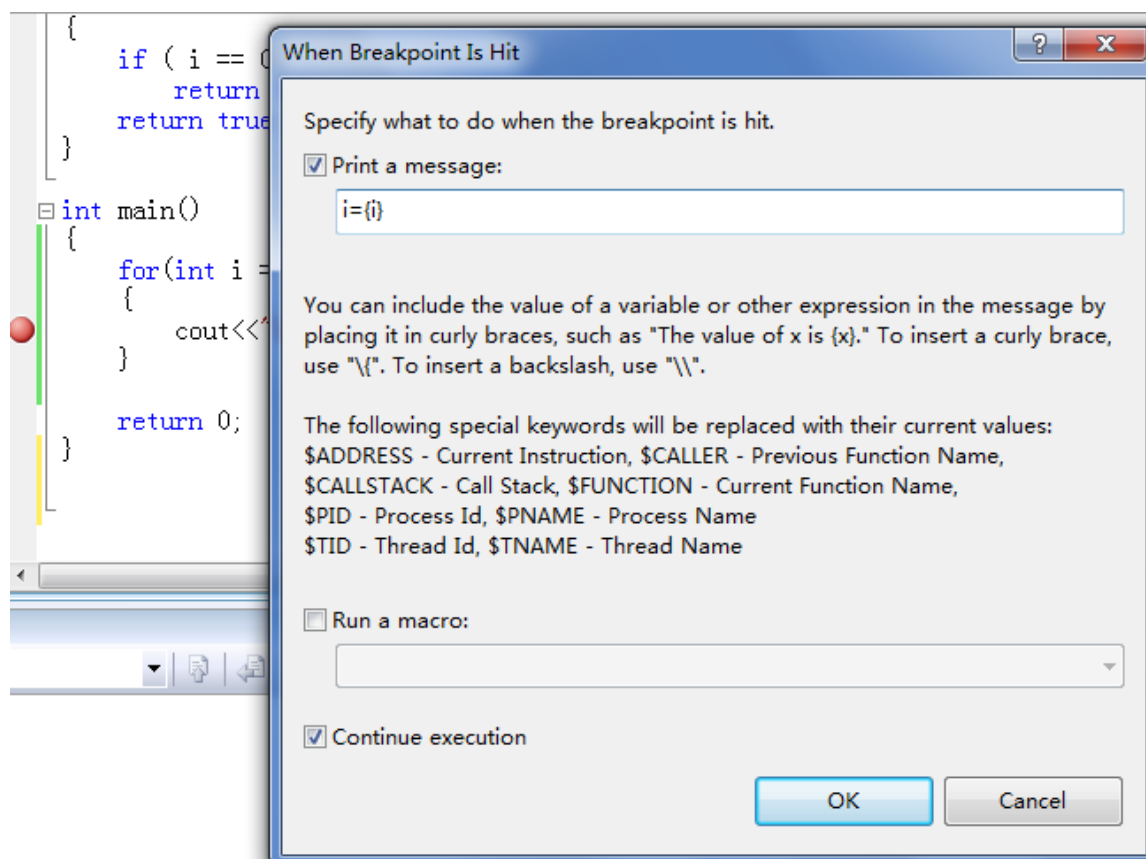 {
if ( i ==
return
return true
}
int main()
{
for(int i =
{
cout<<"
}
return 0;
}
When Breakpoint Is Hit
Specify what to do when the breakpoint is hit.
Print a message:
i={i}
You can include the value of a variable or other expression in the message by
placing it in curly braces, such as "The value of x is {x}." To insert a curly brace,
use "\{". To insert a backslash, use "\\".
The following special keywords will be replaced with their current values:
$ADDRESS - Current Instruction, $CALLER - Previous Function Name,
$CALLSTACK - Call Stack, $FUNCTION - Current Function Name,
$PID - Process Id, $PNAME - Process Name
$TID - Thread Id, $TNAME - Thread Name
Run a macro:
Continue execution
OK
Cancel